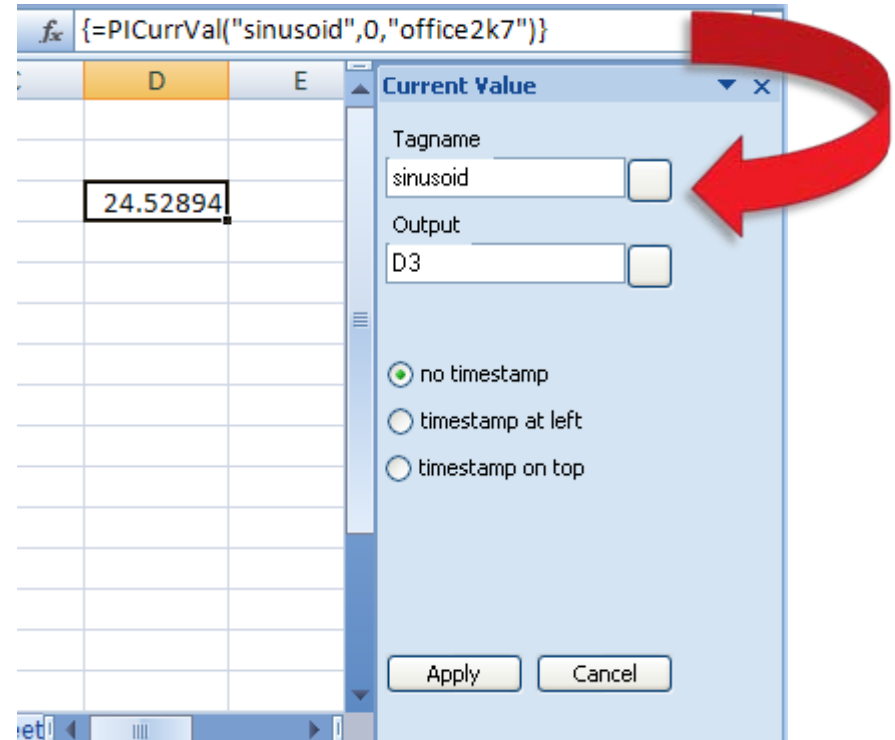 fx {=PICurrVal("sinusoid",0,"office2k7")}
D E
Current Value
24.52894
Tagname
sinusoid
Output
D3
no timestamp
timestamp at left
timestamp on top
Apply Cancel